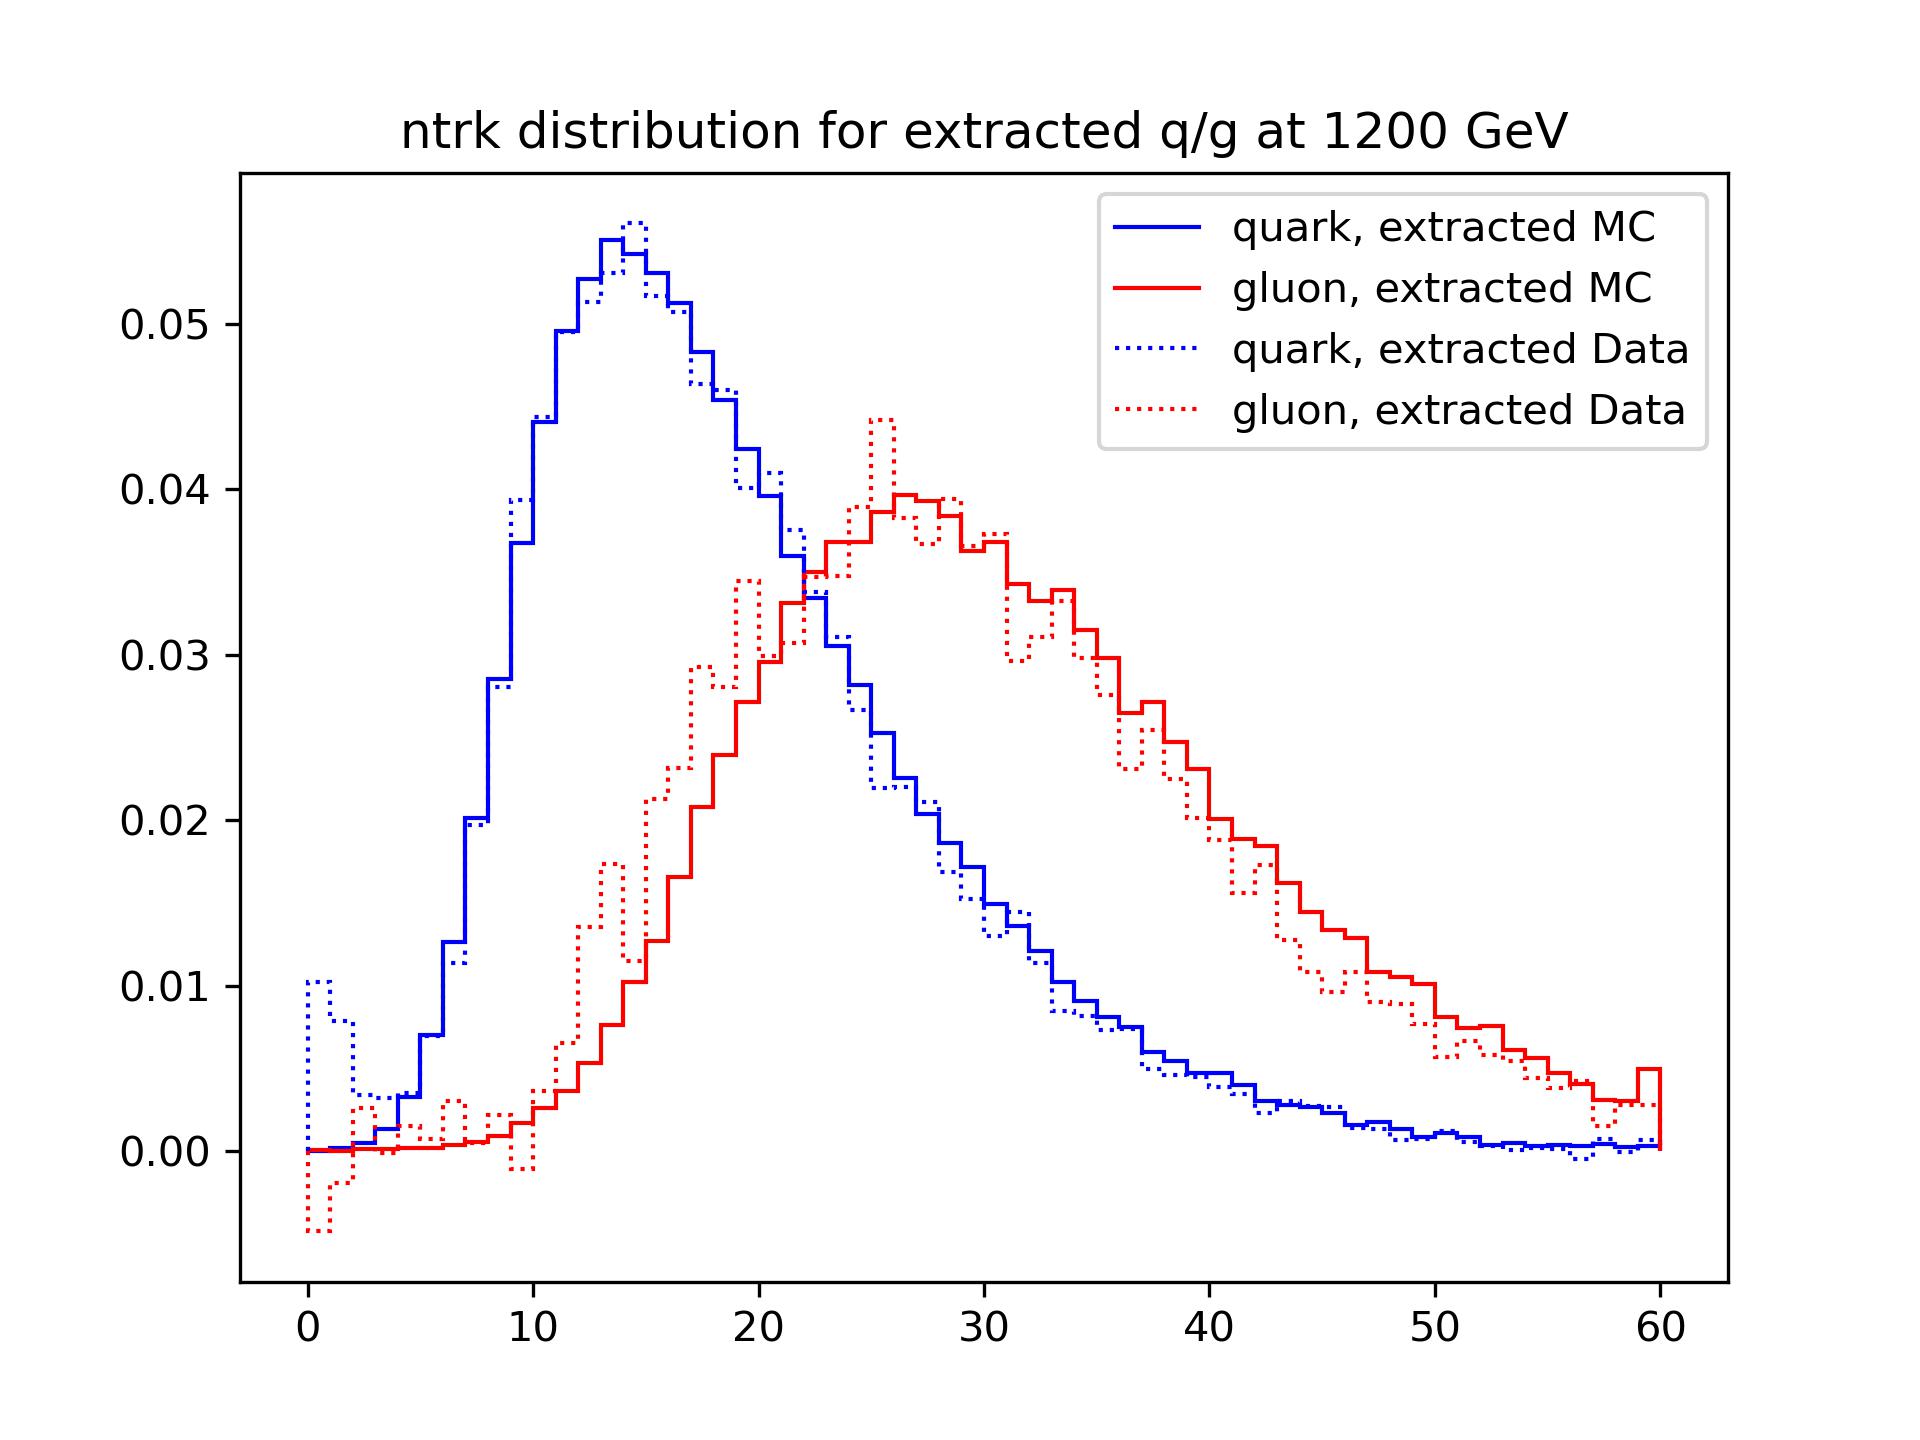 ntrk distribution for extracted q/g at 1200 GeV
quark, extracted MC
gluon, extracted MC
quark, extracted Data
gluon, extracted Data
0.05
0.04
0.03
0.02
0.01
0.00
0 10 20 30 40 50 60